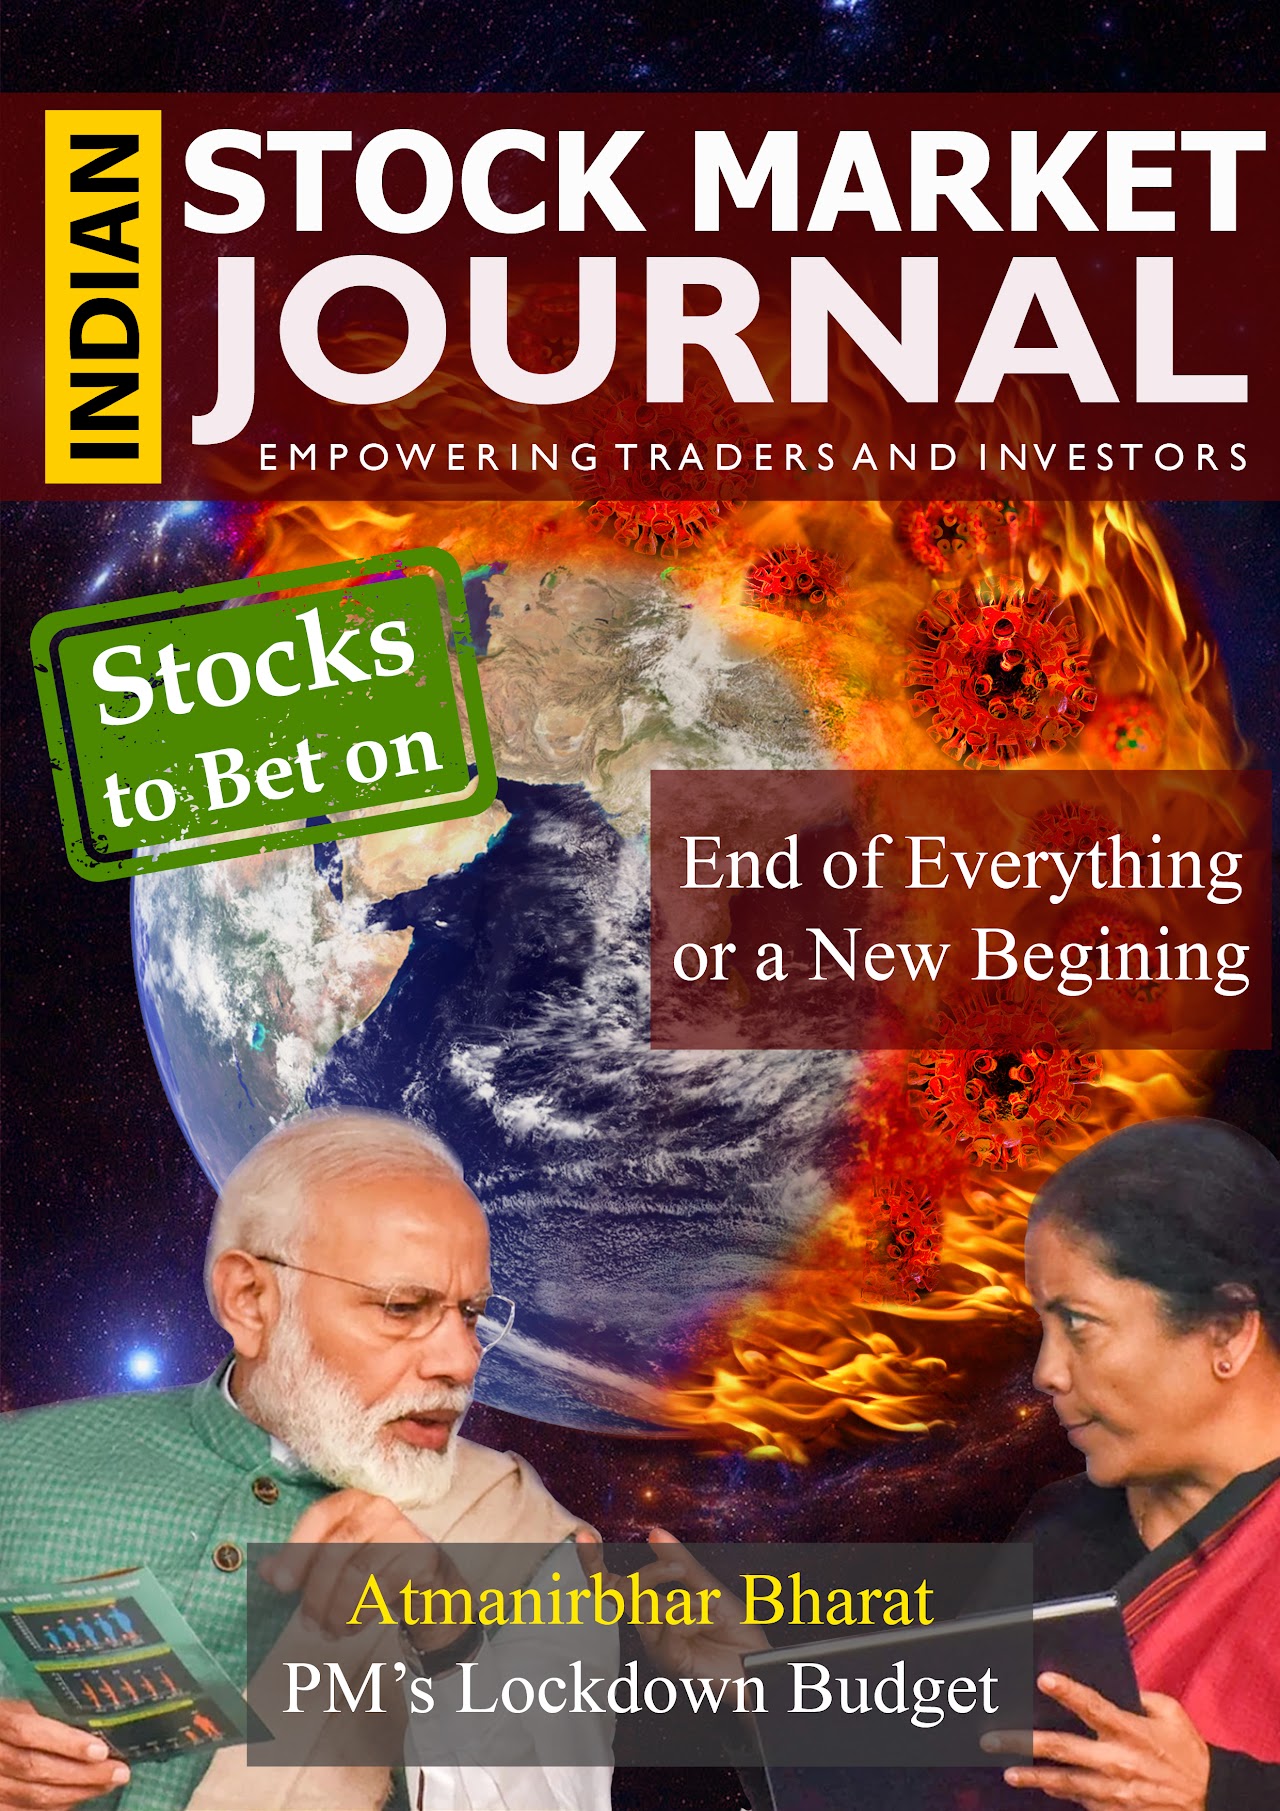 INDIAN
STOCK MARKET
JOURNAL
EMPOWERING TRADERS AND INVESTORS
Stocks
to Bet on
End of Everything
or a New Begining
Atmanirbhar Bharat
PM’s Lockdown Budget